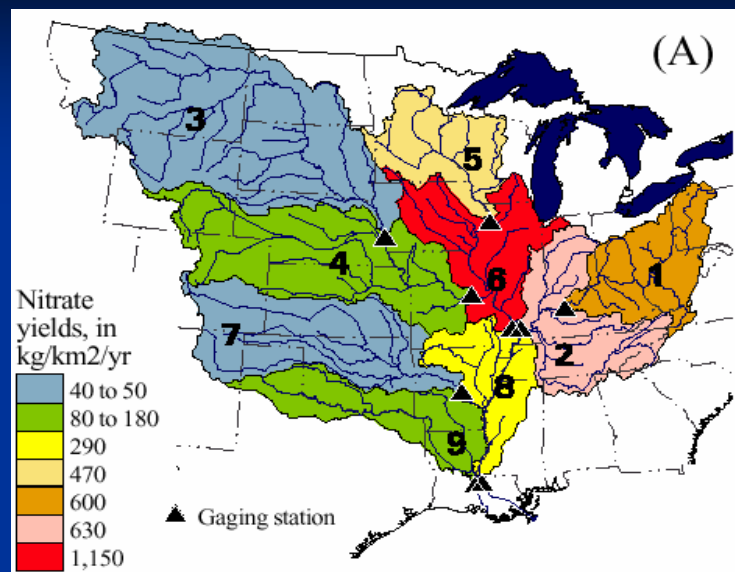 (A)
3
5
4
6
1
7
2
8
9
Nitrate
yields, in
kg/km2/yr
40 to 50
80 to 180
290
470
600
630
1,150
Gaging station